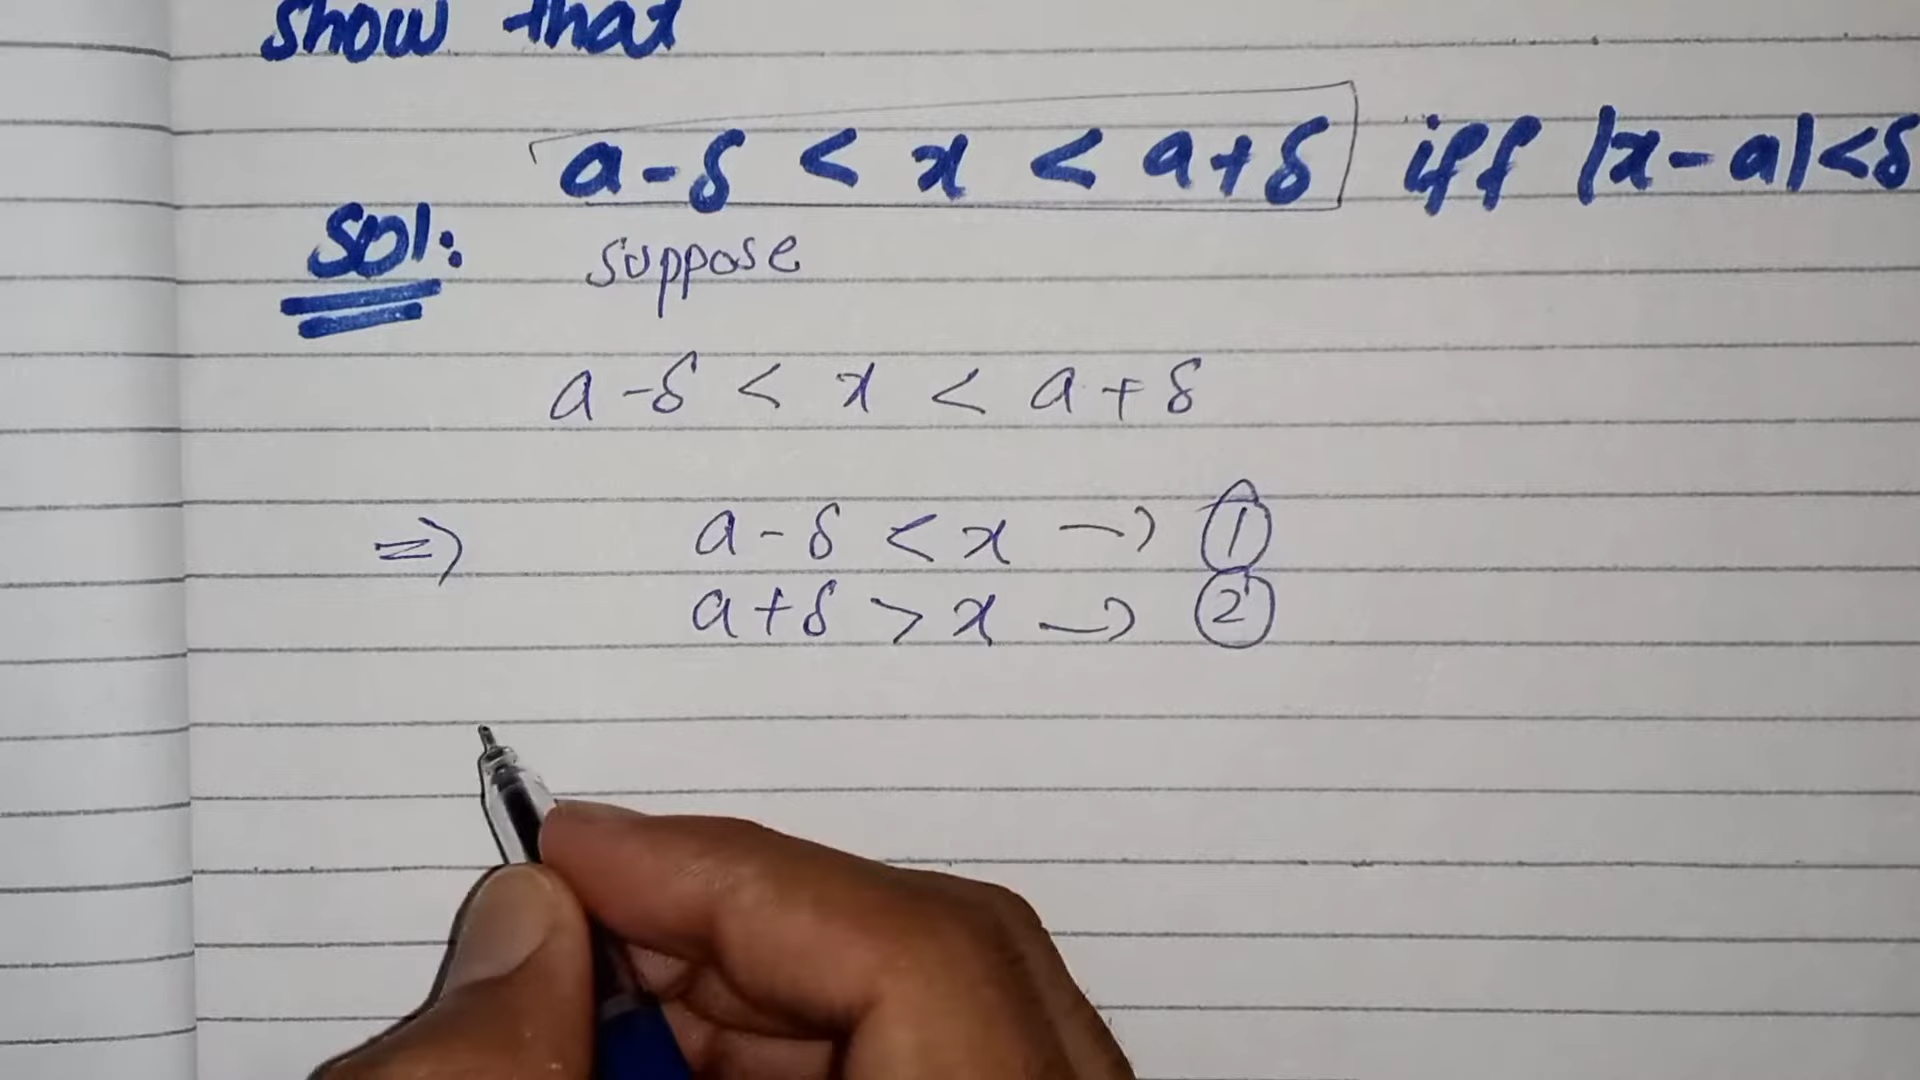 show that
a-δ < x < a+δ iff |x-a|<δ
Sol:
suppose
a-δ < x < a+δ
=> a-δ < x → ①
a+δ > x → ②